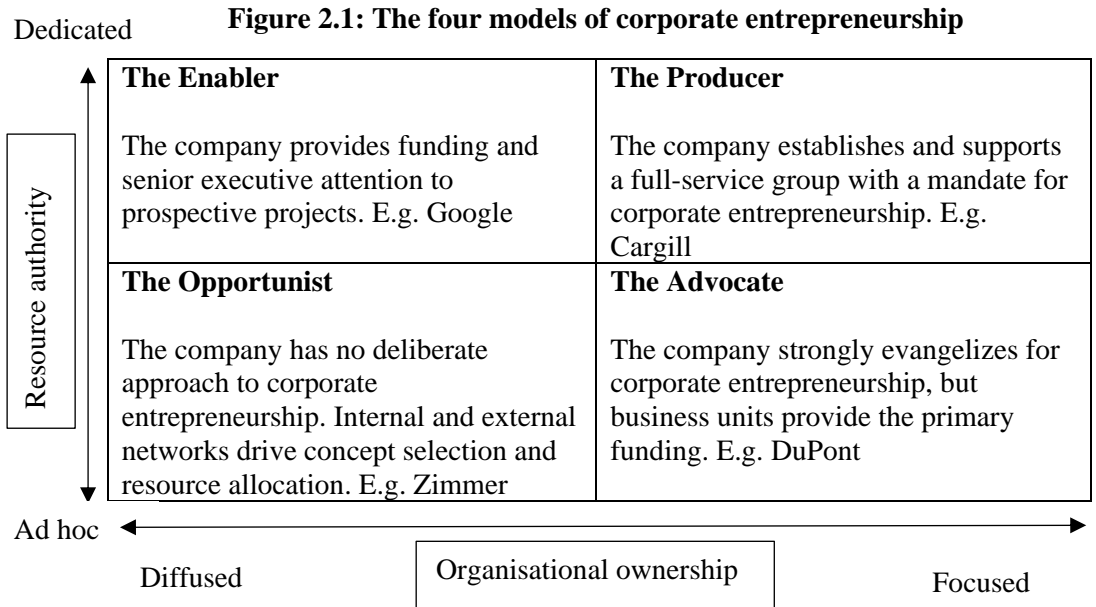 Figure 2.1: The four models of corporate entrepreneurship
Dedicated
The Enabler
The company provides funding and
senior executive attention to
prospective projects. E.g. Google
The Producer
The company establishes and supports
a full-service group with a mandate for
corporate entrepreneurship. E.g.
Cargill
Resource authority
The Opportunist
The company has no deliberate
approach to corporate
entrepreneurship. Internal and external
networks drive concept selection and
resource allocation. E.g. Zimmer
The Advocate
The company strongly evangelizes for
corporate entrepreneurship, but
business units provide the primary
funding. E.g. DuPont
Ad hoc
Diffused
Organisational ownership
Focused